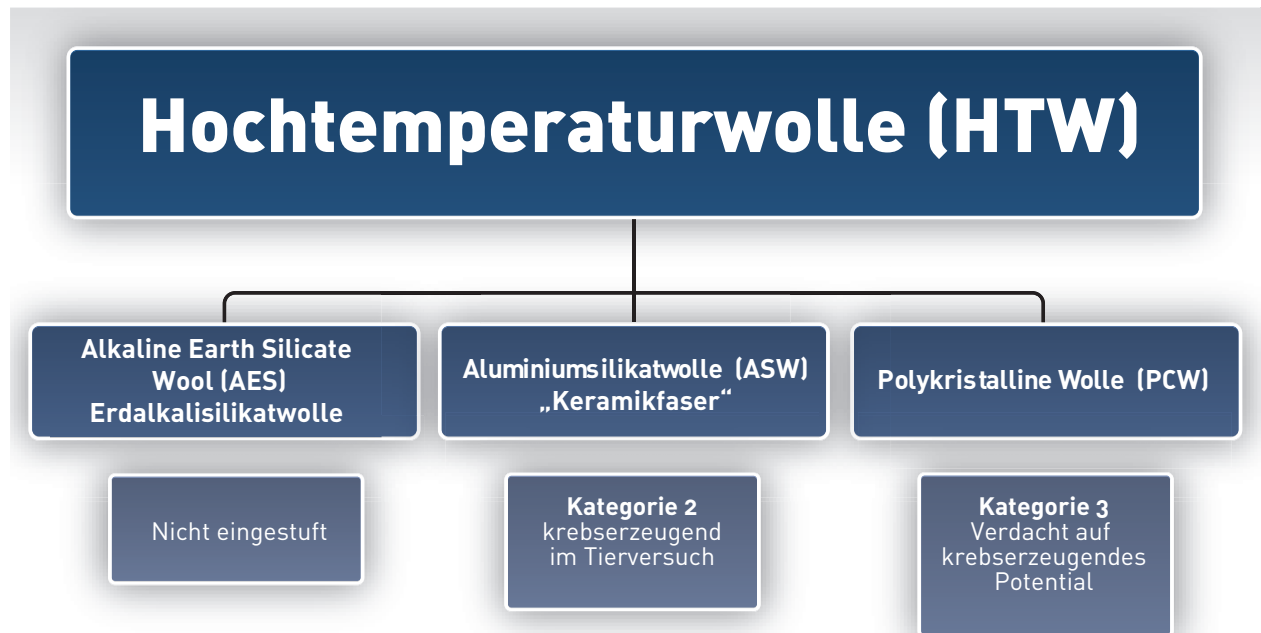 Hochtemperaturwolle (HTW)
Alkaline Earth Silicate
Wool (AES)
Erdalkalisilikatwolle
Aluminiumsilikatwolle (ASW)
„Keramikfaser“
Polykristalline Wolle (PCW)
Nicht eingestuft
Kategorie 2
krebserzeugend
im Tierversuch
Kategorie 3
Verdacht auf
krebserzeugendes
Potential